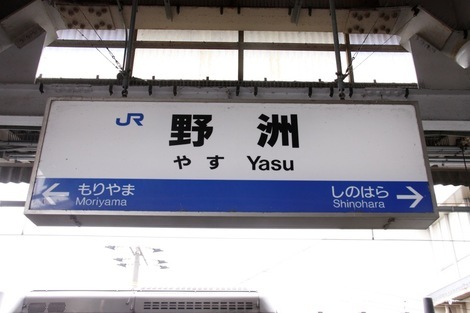 JR 野洲
やす Yasu
← もりやま しのはら →
Moriyama Shinohara